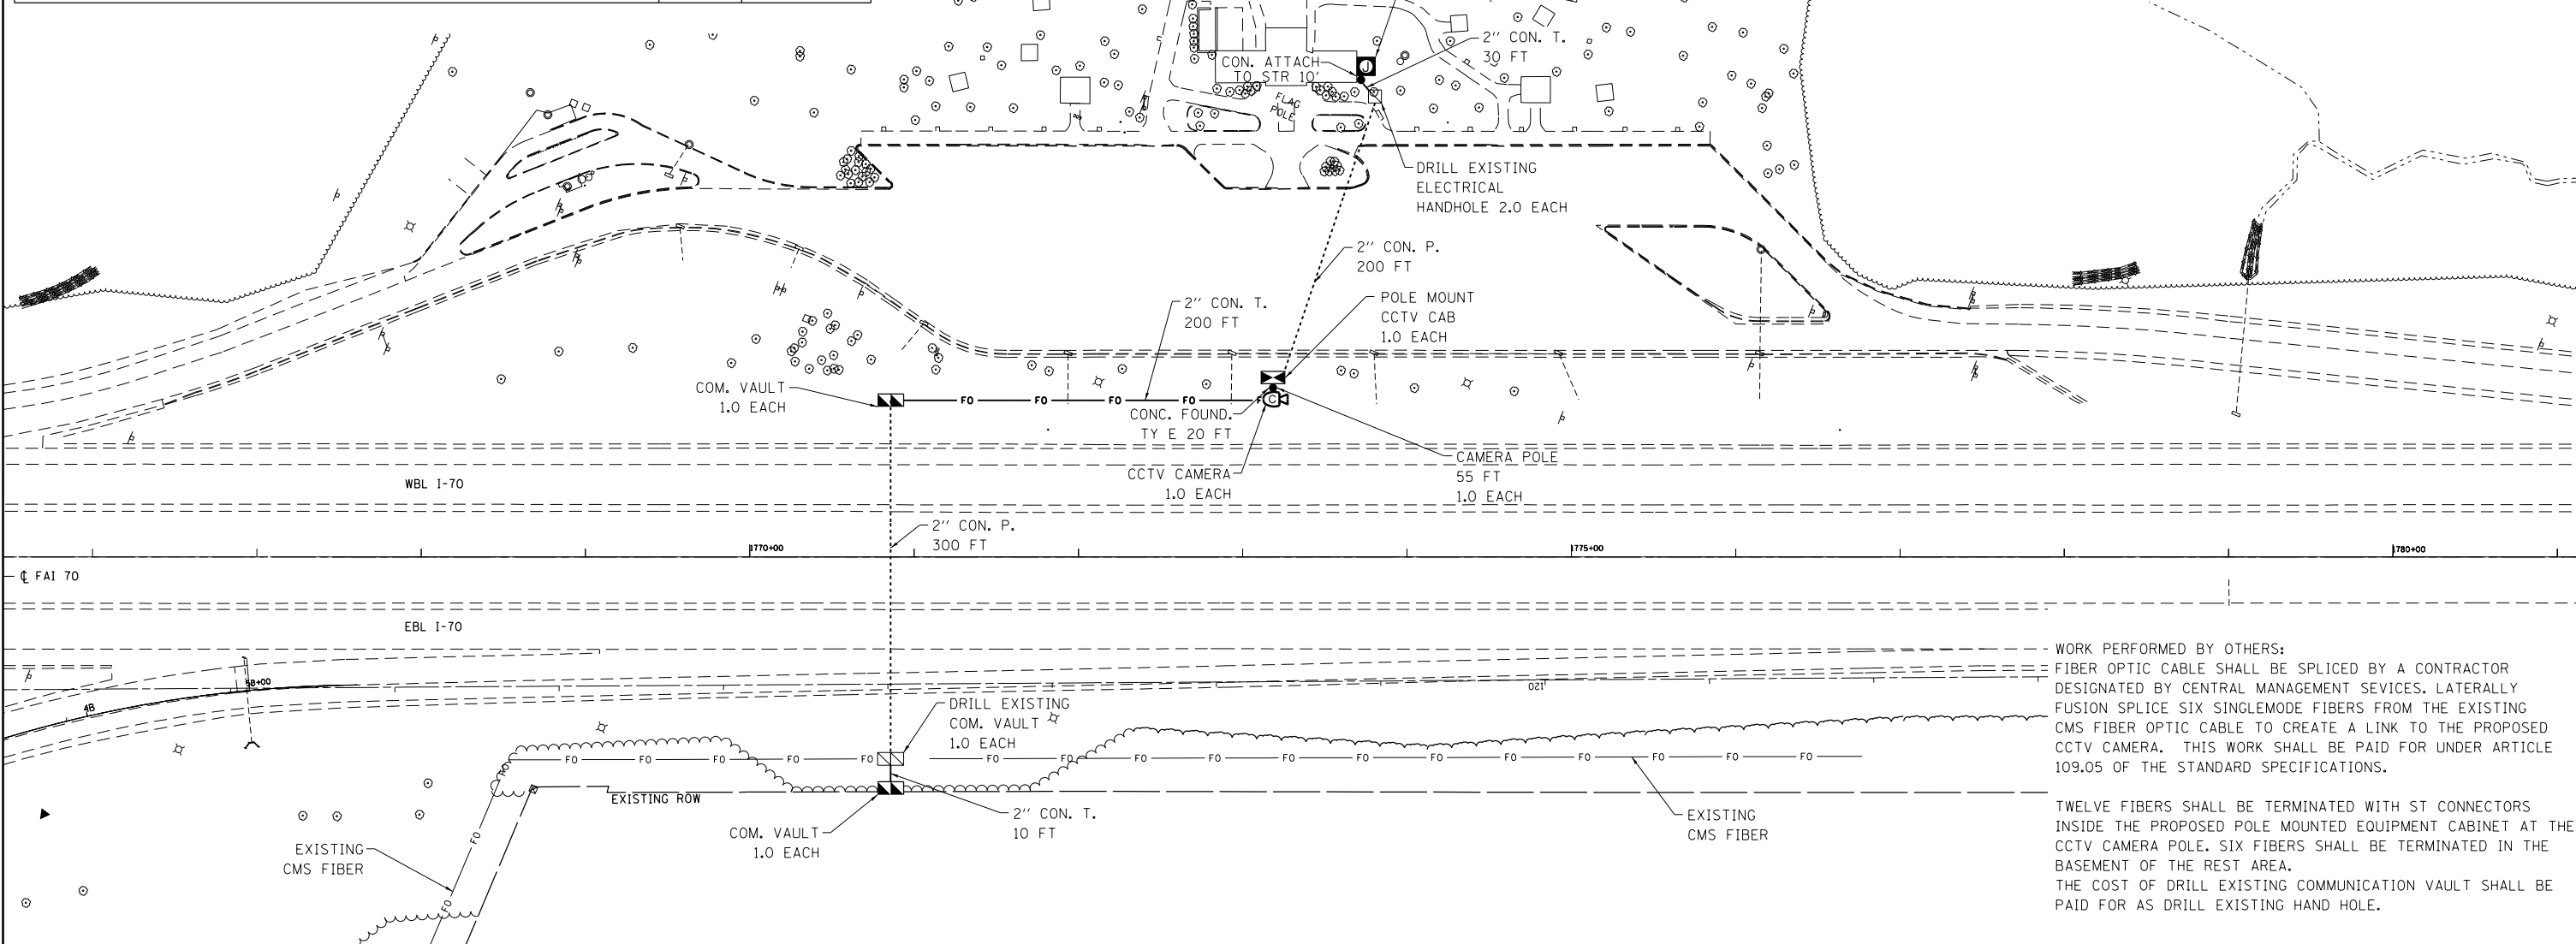 2'' CON. T.
30 FT
CON. ATTACH
TO STR 10'
J
FLAG
POLE
DRILL EXISTING
ELECTRICAL
HANDHOLE 2.0 EACH
2'' CON. P.
200 FT
2'' CON. T.
200 FT
POLE MOUNT
CCTV CAB
1.0 EACH
COM. VAULT
1.0 EACH
FO FO FO FO F
C
CONC. FOUND.
TY E 20 FT
CCTV CAMERA
1.0 EACH
CAMERA POLE
55 FT
1.0 EACH
WBL I-70
2'' CON. P.
300 FT
1770+00
1775+00
1780+00
℄ FAI 70
EBL I-70
58+00
4B
120
DRILL EXISTING
COM. VAULT
1.0 EACH
FO FO FO FO FO FO FO FO FO FO FO FO FO FO FO FO FO
FO
FO
FO
EXISTING ROW
COM. VAULT
1.0 EACH
2'' CON. T.
10 FT
EXISTING
CMS FIBER
EXISTING
CMS FIBER
WORK PERFORMED BY OTHERS:
FIBER OPTIC CABLE SHALL BE SPLICED BY A CONTRACTOR
DESIGNATED BY CENTRAL MANAGEMENT SEVICES. LATERALLY
FUSION SPLICE SIX SINGLEMODE FIBERS FROM THE EXISTING
CMS FIBER OPTIC CABLE TO CREATE A LINK TO THE PROPOSED
CCTV CAMERA. THIS WORK SHALL BE PAID FOR UNDER ARTICLE
109.05 OF THE STANDARD SPECIFICATIONS.
TWELVE FIBERS SHALL BE TERMINATED WITH ST CONNECTORS
INSIDE THE PROPOSED POLE MOUNTED EQUIPMENT CABINET AT THE
CCTV CAMERA POLE. SIX FIBERS SHALL BE TERMINATED IN THE
BASEMENT OF THE REST AREA.
THE COST OF DRILL EXISTING COMMUNICATION VAULT SHALL BE
PAID FOR AS DRILL EXISTING HAND HOLE.